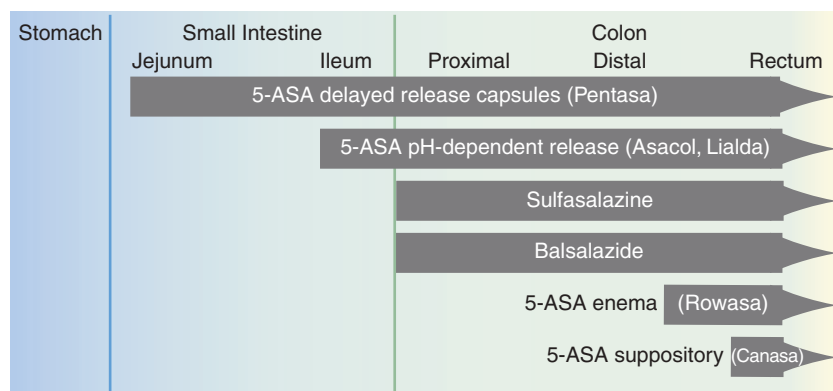 Stomach Small Intestine Colon
Jejunum Ileum Proximal Distal Rectum
5-ASA delayed release capsules (Pentasa)
5-ASA pH-dependent release (Asacol, Lialda)
Sulfasalazine
Balsalazide
5-ASA enema (Rowasa)
5-ASA suppository (Canasa)